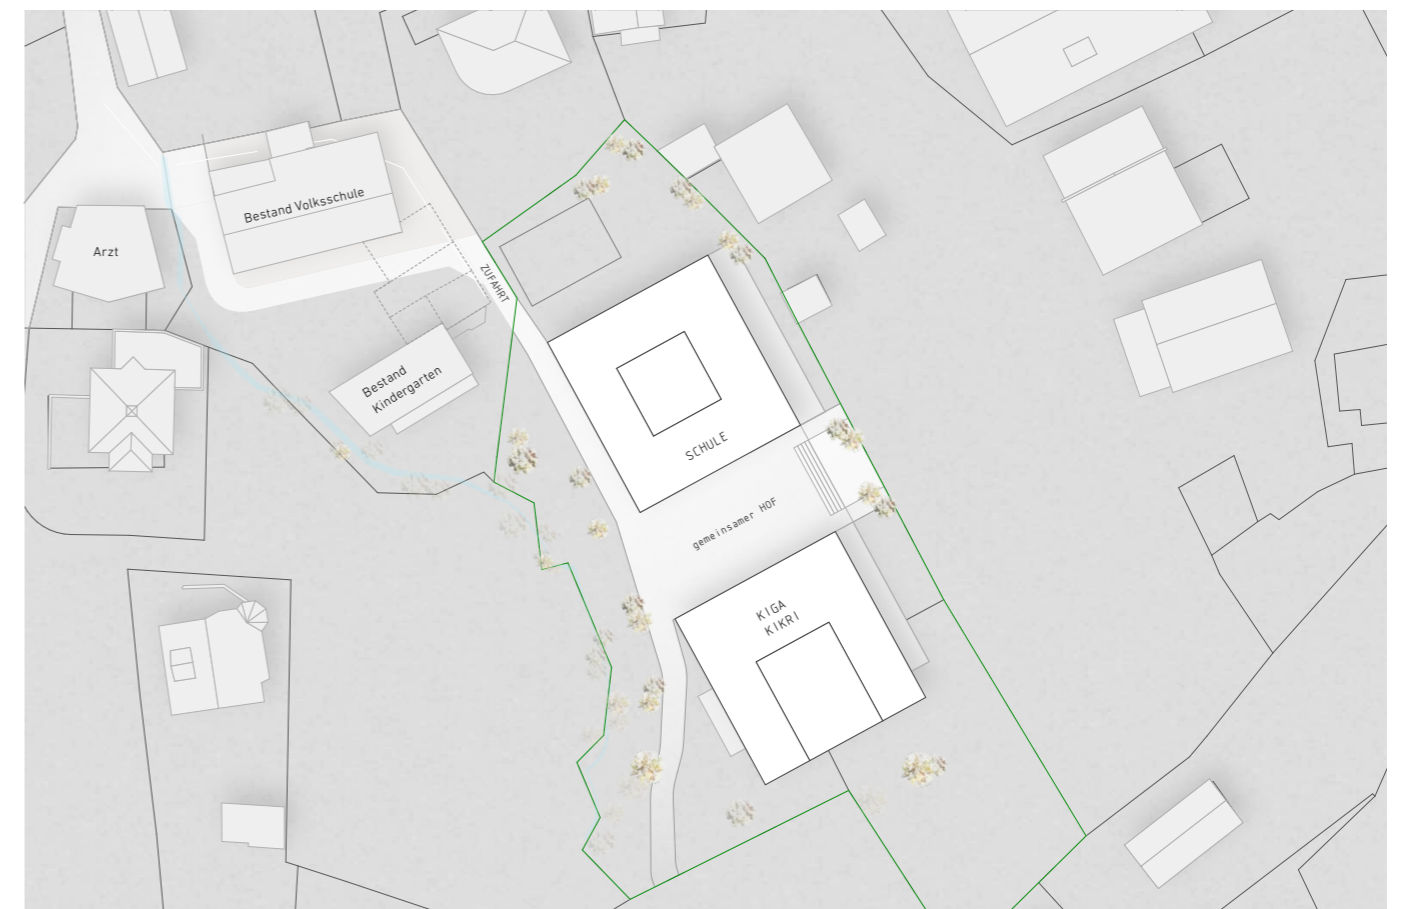 Bestand Volksschule
Arzt
ZUFAHRT
Bestand
Kindergarten
SCHULE
gemeinsamer HOF
KIGA
KIKRI